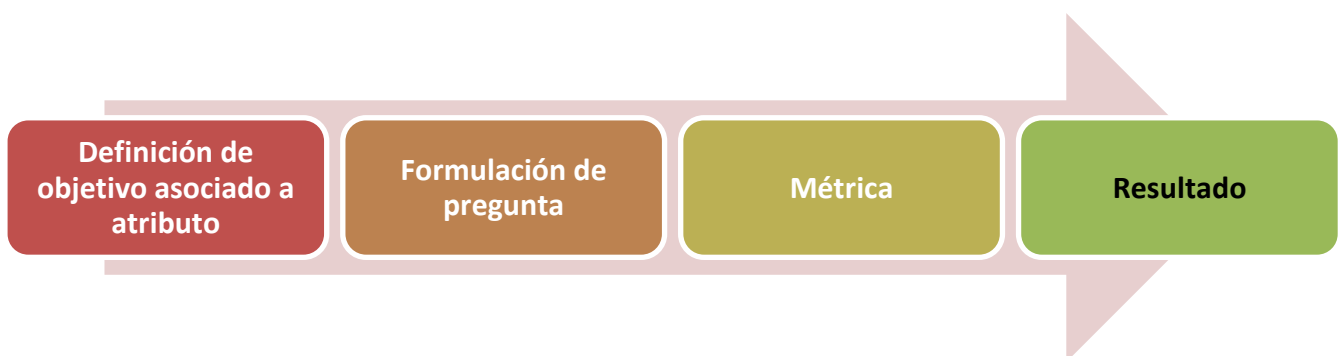 Definición de
objetivo asociado a
atributo
Formulación de
pregunta
Métrica
Resultado